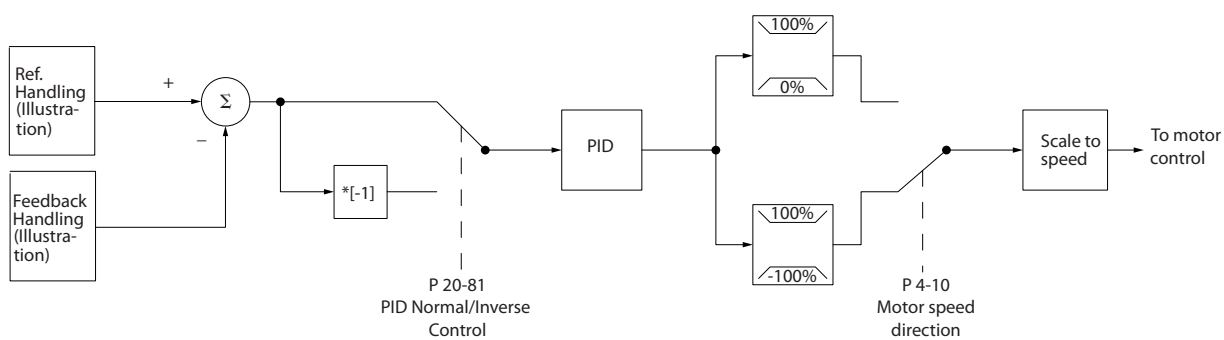 Ref.
Handling
(Illustra-
tion)
+
Σ
–
Feedback
Handling
(Illustra-
tion)
*[-1]
P 20-81
PID Normal/Inverse
Control
PID
100%
0%
100%
-100%
P 4-10
Motor speed
direction
Scale to
speed
To motor
control